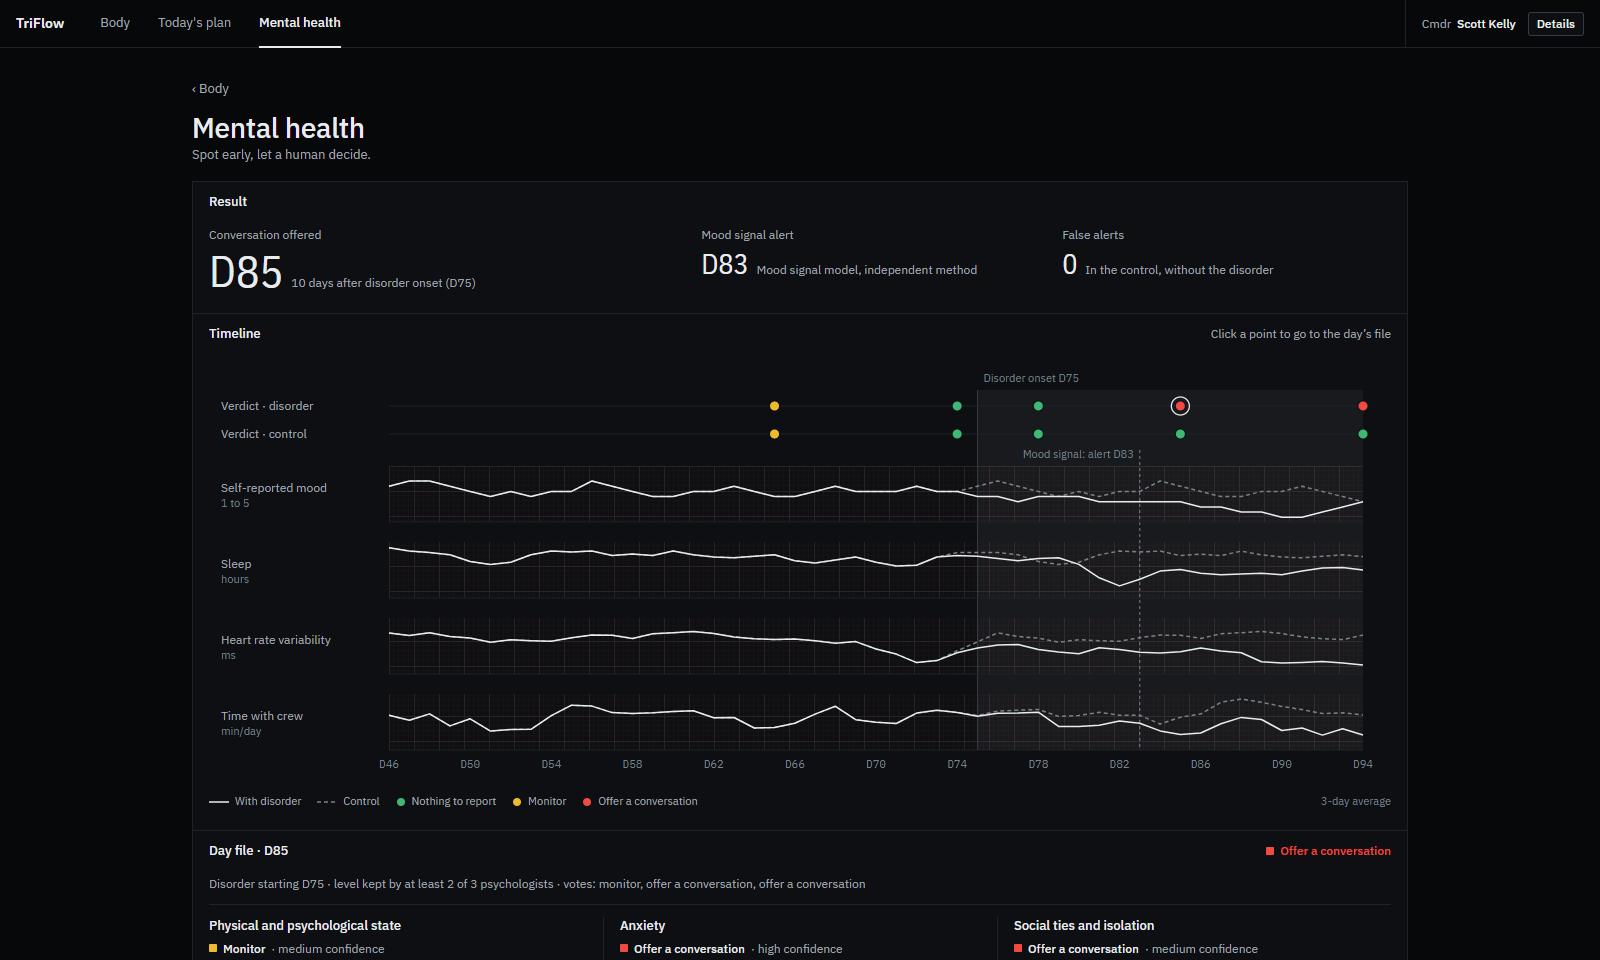 TriFlow Body Today's plan Mental health Cmdr Scott Kelly Details
‹ Body
Mental health
Spot early, let a human decide.
Result
Conversation offered Mood signal alert False alerts
D85 10 days after disorder onset (D75) D83 Mood signal model, independent method 0 In the control, without the disorder
Timeline Click a point to go to the day’s file
Disorder onset D75
Verdict · disorder
Verdict · control
Mood signal: alert D83
Self-reported mood
1 to 5
Sleep
hours
Heart rate variability
ms
Time with crew
min/day
D46 D50 D54 D58 D62 D66 D70 D74 D78 D82 D86 D90 D94
With disorder Control Nothing to report Monitor Offer a conversation 3-day average
Day file · D85 Offer a conversation
Disorder starting D75 · level kept by at least 2 of 3 psychologists · votes: monitor, offer a conversation, offer a conversation
Physical and psychological state Anxiety Social ties and isolation
Monitor · medium confidence Offer a conversation · high confidence Offer a conversation · medium confidence